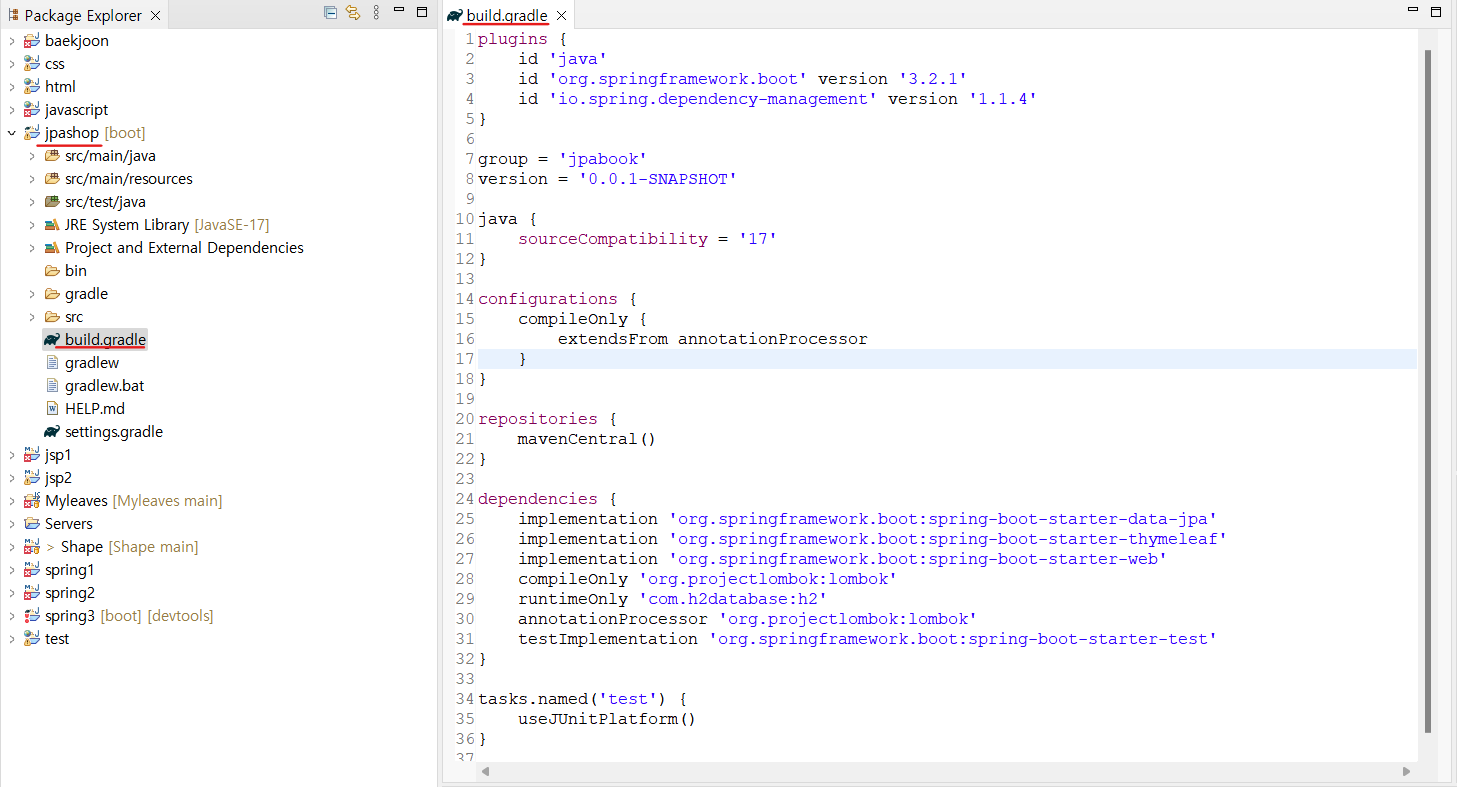 Package Explorer
baekjoon
css
html
javascript
jpashop [boot]
src/main/java
src/main/resources
src/test/java
JRE System Library [JavaSE-17]
Project and External Dependencies
bin
gradle
src
build.gradle
gradlew
gradlew.bat
HELP.md
settings.gradle
jsp1
jsp2
Myleaves [Myleaves main]
Servers
> Shape [Shape main]
spring1
spring2
spring3 [boot] [devtools]
test
build.gradle
1 plugins {
2     id 'java'
3     id 'org.springframework.boot' version '3.2.1'
4     id 'io.spring.dependency-management' version '1.1.4'
5 }
6
7 group = 'jpabook'
8 version = '0.0.1-SNAPSHOT'
9
10 java {
11     sourceCompatibility = '17'
12 }
13
14 configurations {
15     compileOnly {
16         extendsFrom annotationProcessor
17     }
18 }
19
20 repositories {
21     mavenCentral()
22 }
23
24 dependencies {
25     implementation 'org.springframework.boot:spring-boot-starter-data-jpa'
26     implementation 'org.springframework.boot:spring-boot-starter-thymeleaf'
27     implementation 'org.springframework.boot:spring-boot-starter-web'
28     compileOnly 'org.projectlombok:lombok'
29     runtimeOnly 'com.h2database:h2'
30     annotationProcessor 'org.projectlombok:lombok'
31     testImplementation 'org.springframework.boot:spring-boot-starter-test'
32 }
33
34 tasks.named('test') {
35     useJUnitPlatform()
36 }
37